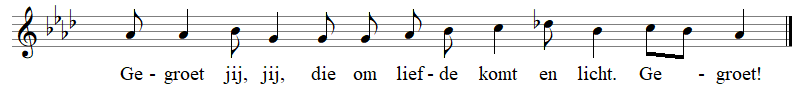 Ge - groet jij, jij, die om lief - de komt en licht. Ge - groet!